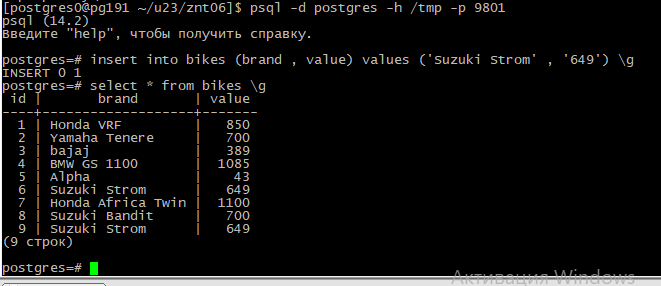 [postgres0@pg191 ~/u23/znt06]$ psql -d postgres -h /tmp -p 9801
psql (14.2)
Введите "help", чтобы получить справку.
postgres=# insert into bikes (brand , value) values ('Suzuki Strom' , '649') \g
INSERT 0 1
postgres=# select * from bikes \g
 id |       brand       | value
----+-------------------+-------
  1 | Honda VRF         |   850
  2 | Yamaha Tenere     |   700
  3 | bajaj             |   389
  4 | BMW GS 1100       |  1085
  5 | Alpha             |    43
  6 | Suzuki Strom      |   649
  7 | Honda Africa Twin |  1100
  8 | Suzuki Bandit     |   700
  9 | Suzuki Strom      |   649
(9 строк)
postgres=#
Активация Windows